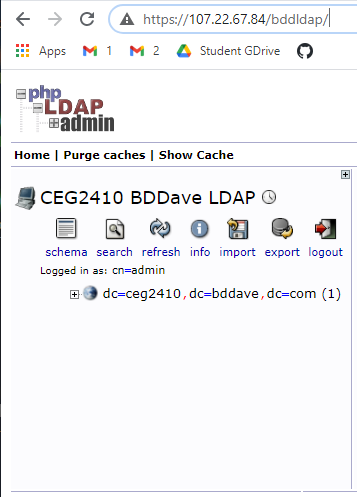 https://107.22.67.84/bddldap/
Apps 1 2 Student GDrive
php
LDAP
admin
Home | Purge caches | Show Cache
CEG2410 BDDave LDAP
schema search refresh info import export logout
Logged in as: cn=admin
dc=ceg2410,dc=bddave,dc=com (1)